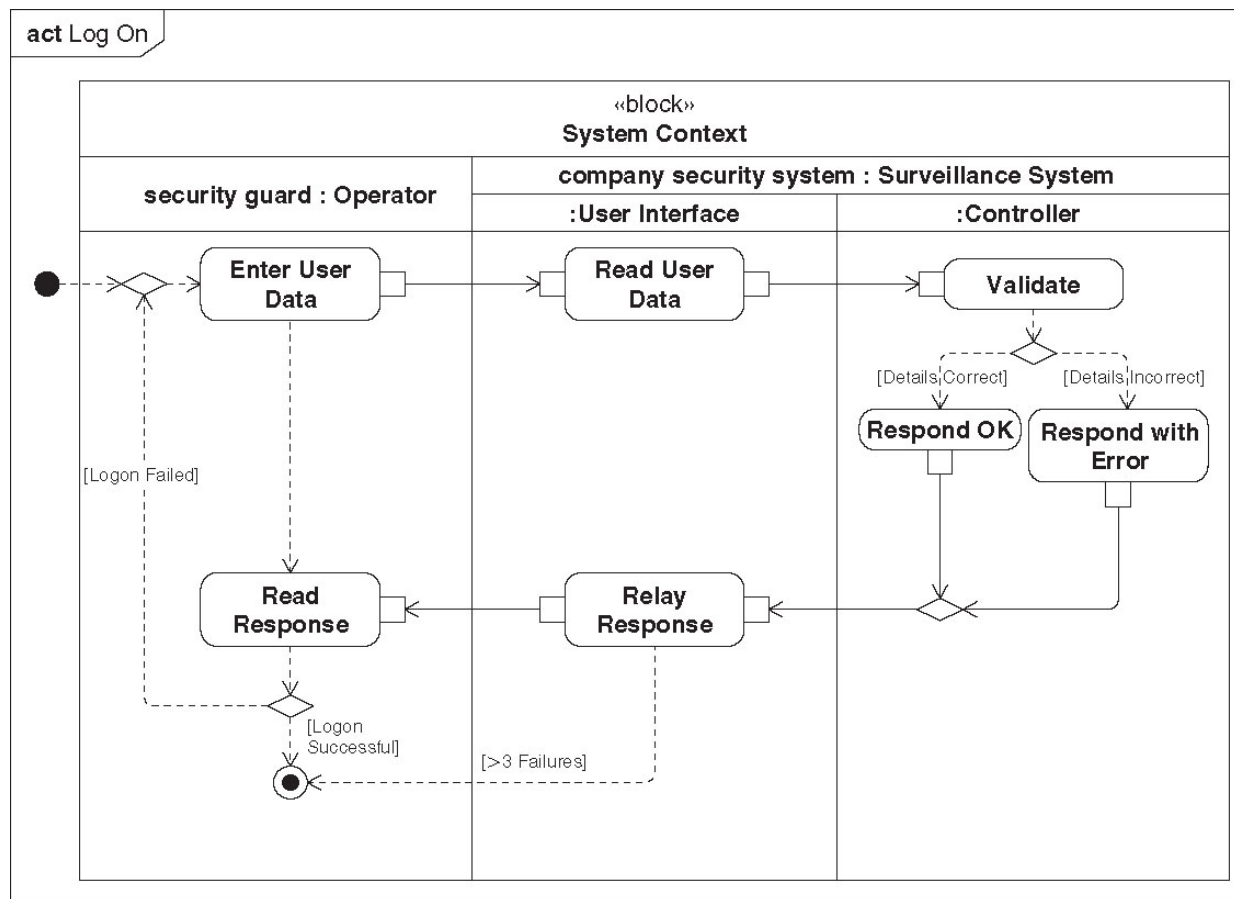 act Log On
«block»
System Context
security guard : Operator
company security system : Surveillance System
:User Interface
:Controller
Enter User
Data
Read User
Data
Validate
[Details Correct]
[Details Incorrect]
Respond OK
Respond with
Error
[Logon Failed]
Read
Response
Relay
Response
[Logon
Successful]
[>3 Failures]